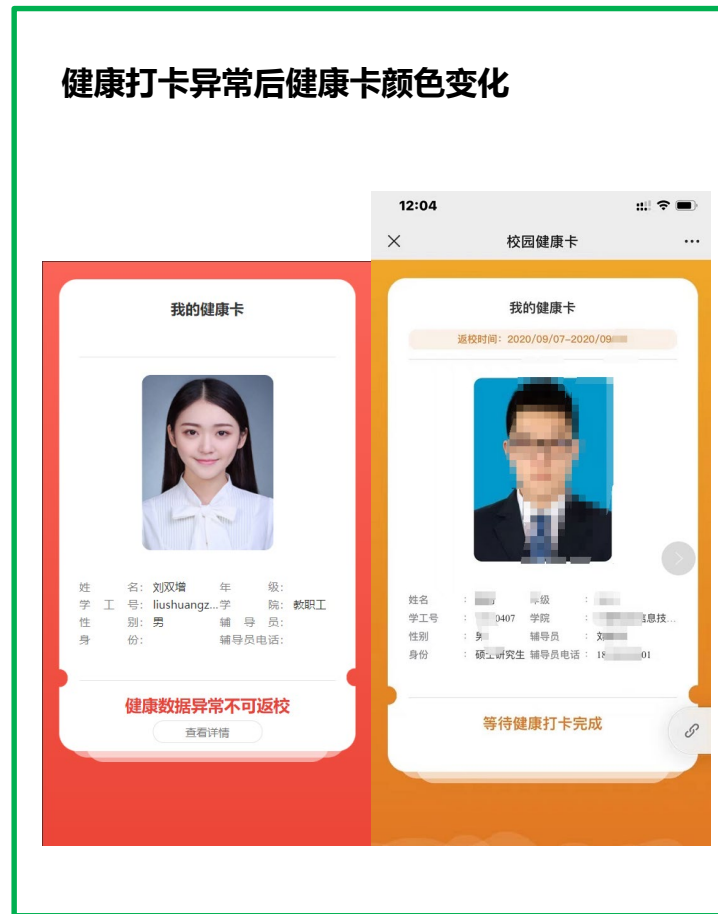 健康打卡异常后健康卡颜色变化
我的健康卡
姓 名: 刘双增 年 级:
学 工 号: liushuangz... 学 院: 教职工
性 别: 男 辅 导 员:
身 份: 辅导员电话:
健康数据异常不可返校
查看详情
12:04
校园健康卡
我的健康卡
返校时间: 2020/09/07-2020/09
姓名 : 年级 :
学工号 : 0407 学院 : 信息技...
性别 : 男 辅导员 : 刘
身份 : 硕士研究生 辅导员电话 : 18 01
等待健康打卡完成